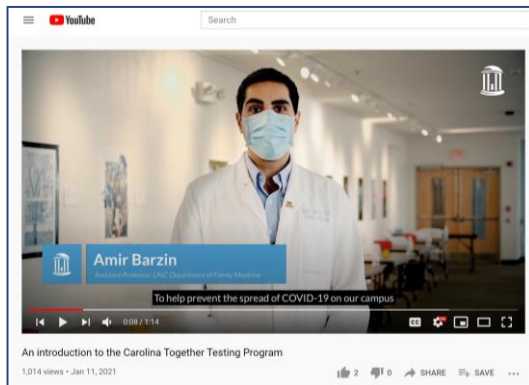 YouTube
Search
Amir Barzin
Assistant Professor UNC Department of Family Medicine
To help prevent the spread of COVID-19 on our campus
0:08 / 1:14
CC
HD
An introduction to the Carolina Together Testing Program
1,014 views • Jan 11, 2021
2
0
SHARE
SAVE